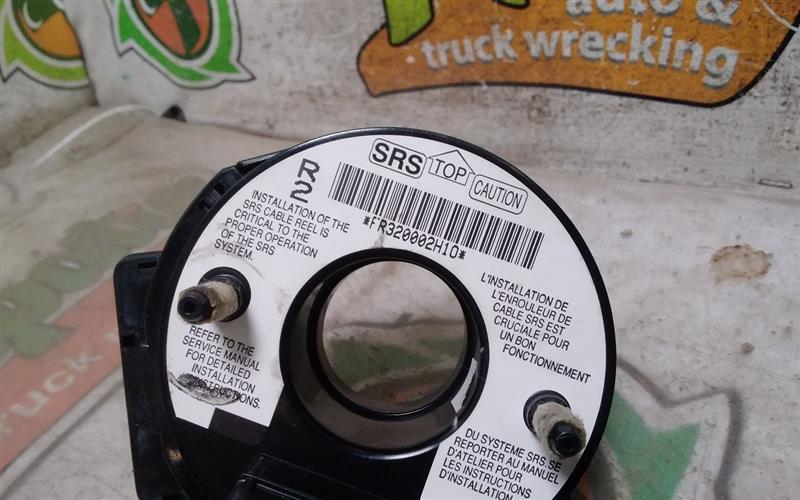 auto &
truck wrecking
SRS
TOP
CAUTION
R2
*FR320002H10*
INSTALLATION OF THE
SRS CABLE REEL IS
CRITICAL TO THE
PROPER OPERATION
OF THE SRS
SYSTEM.
REFER TO THE
SERVICE MANUAL
FOR DETAILED
INSTALLATION
INSTRUCTIONS.
L'INSTALLATION DE
L'ENROULEUR DE
CABLE SRS EST
CRUCIALE POUR
UN BON
FONCTIONNEMENT
DU SYSTEME SRS.SE
REPORTER AU MANUEL
D'ATELIER POUR
LES INSTRUCTIONS
D'INSTALLATION